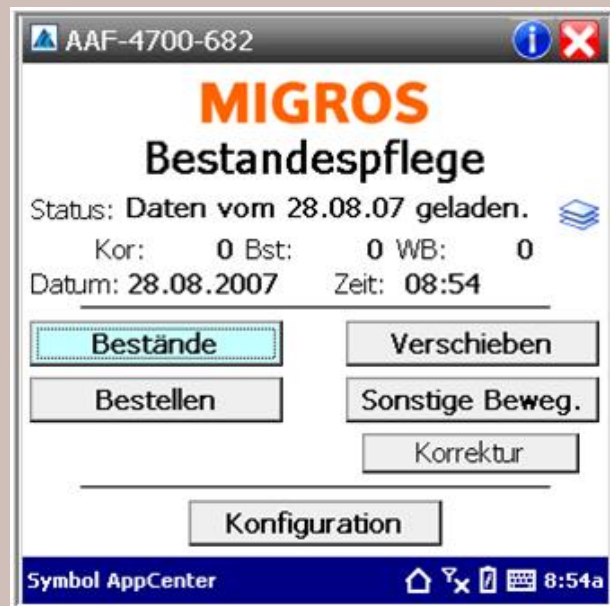 AAF-4700-682
MIGROS
Bestandespflege
Status: Daten vom 28.08.07 geladen.
Kor: 0 Bst: 0 WB: 0
Datum: 28.08.2007 Zeit: 08:54
Bestände Verschieben
Bestellen Sonstige Beweg.
Korrektur
Konfiguration
Symbol AppCenter 8:54a